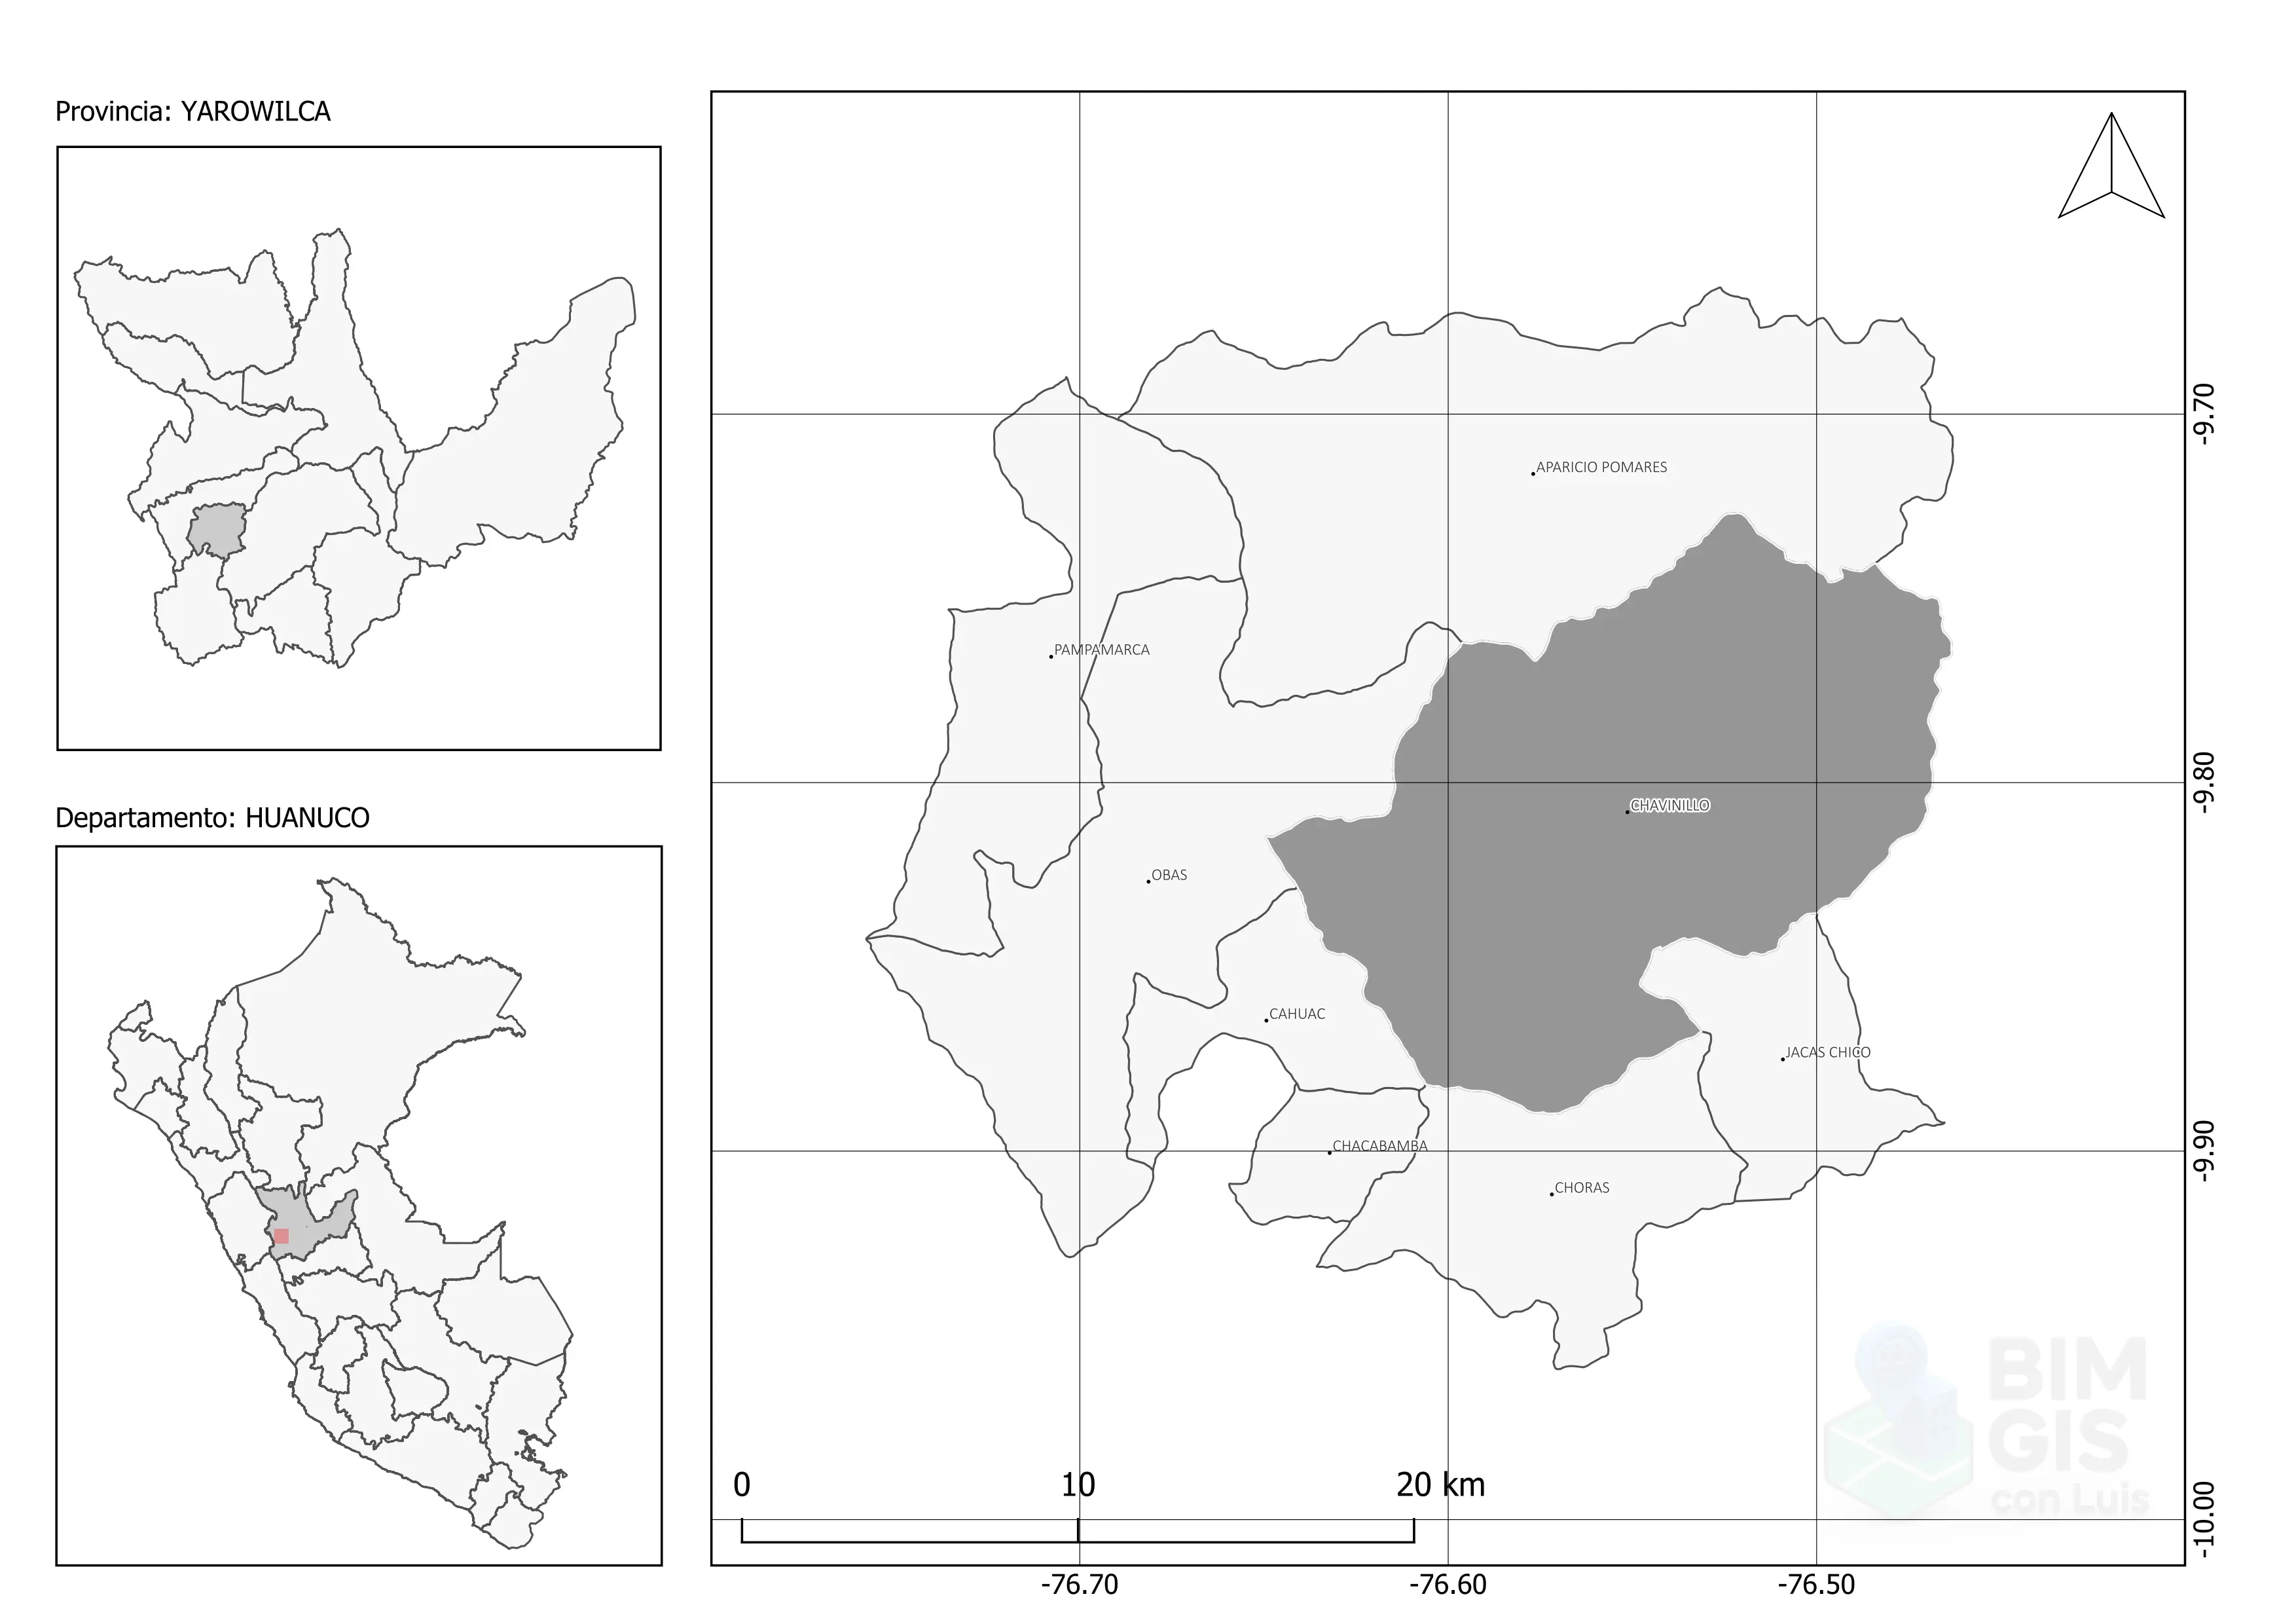 Provincia: YAROWILCA
Departamento: HUANUCO
APARICIO POMARES
PAMPAMARCA
CHAVINILLO
OBAS
CAHUAC
JACAS CHICO
CHACABAMBA
CHORAS
-9.70
-9.80
-9.90
-10.00
0 10 20 km
-76.70 -76.60 -76.50
BIM
GIS
con Luis